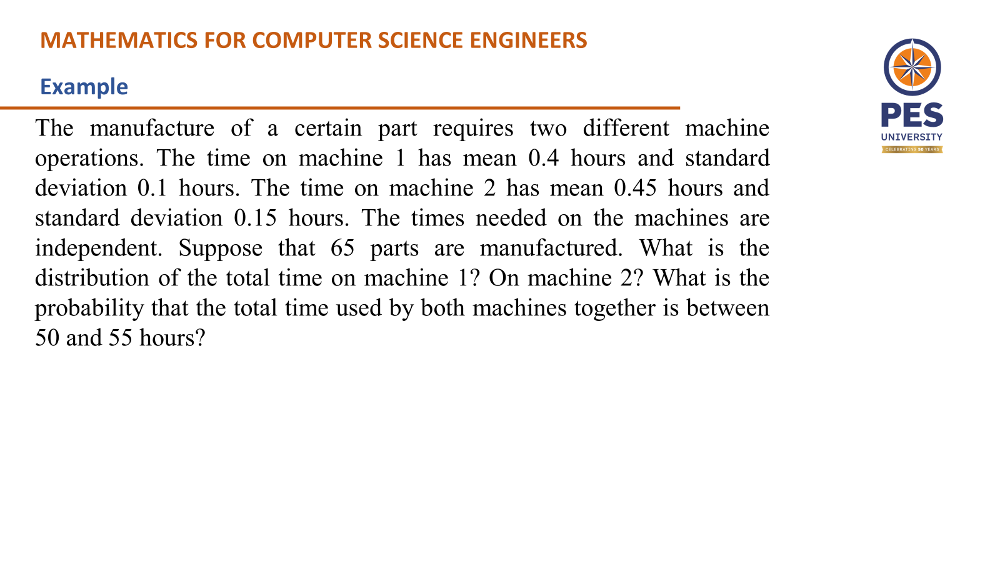 MATHEMATICS FOR COMPUTER SCIENCE ENGINEERS
Example
PES
UNIVERSITY
CELEBRATING 50 YEARS
The manufacture of a certain part requires two different machine
operations. The time on machine 1 has mean 0.4 hours and standard
deviation 0.1 hours. The time on machine 2 has mean 0.45 hours and
standard deviation 0.15 hours. The times needed on the machines are
independent. Suppose that 65 parts are manufactured. What is the
distribution of the total time on machine 1? On machine 2? What is the
probability that the total time used by both machines together is between
50 and 55 hours?